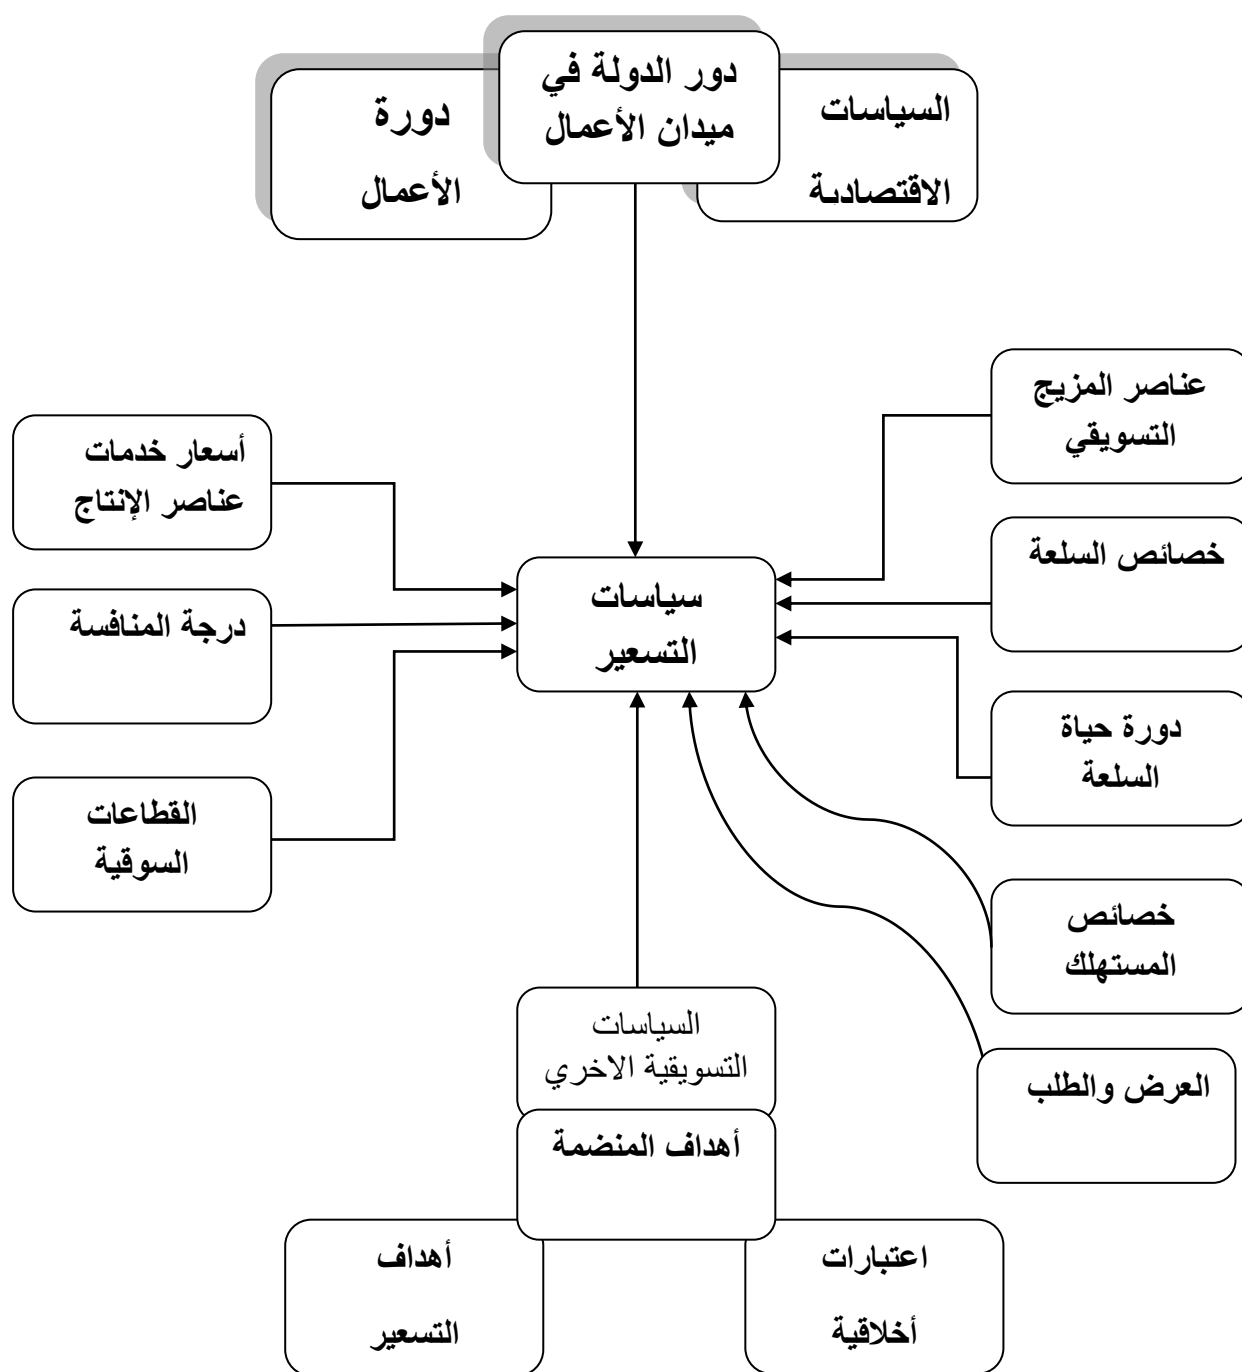 دور الدولة في
ميدان الأعمال
السياسات
الاقتصادية
دورة
الأعمال
عناصر المزيج
التسويقي
أسعار خدمات
عناصر الإنتاج
خصائص السلعة
سياسات
التسعير
درجة المنافسة
دورة حياة
السلعة
القطاعات
السوقية
خصائص
المستهلك
السياسات
التسويقية الاخري
العرض والطلب
أهداف المنضمة
اعتبارات
أخلاقية
أهداف
التسعير